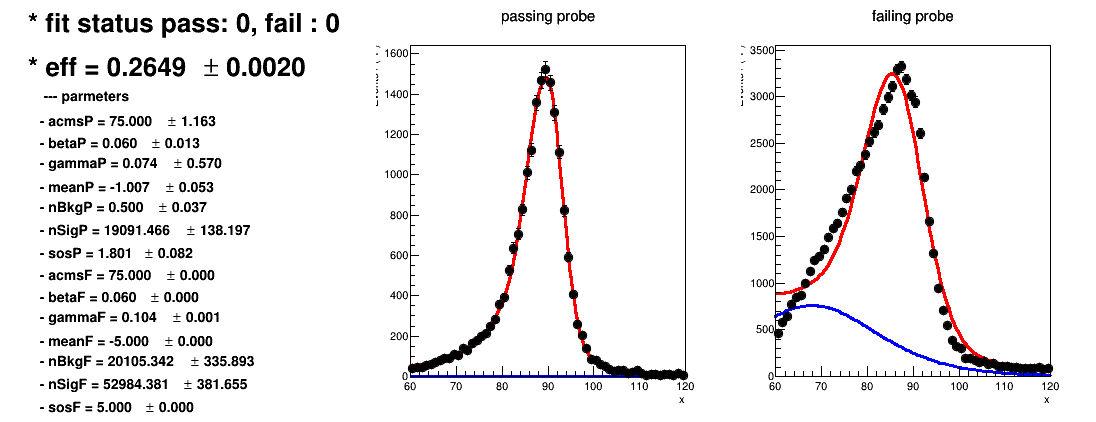 * fit status pass: 0, fail : 0
* eff = 0.2649 ± 0.0020
--- parmeters
- acmsP = 75.000 ± 1.163
- betaP = 0.060 ± 0.013
- gammaP = 0.074 ± 0.570
- meanP = -1.007 ± 0.053
- nBkgP = 0.500 ± 0.037
- nSigP = 19091.466 ± 138.197
- sosP = 1.801 ± 0.082
- acmsF = 75.000 ± 0.000
- betaF = 0.060 ± 0.000
- gammaF = 0.104 ± 0.001
- meanF = -5.000 ± 0.000
- nBkgF = 20105.342 ± 335.893
- nSigF = 52984.381 ± 381.655
- sosF = 5.000 ± 0.000
passing probe
1600
1400
1200
1000
800
600
400
200
0
60 70 80 90 100 110 120
x
failing probe
3500
3000
2500
2000
1500
1000
500
0
60 70 80 90 100 110 120
x